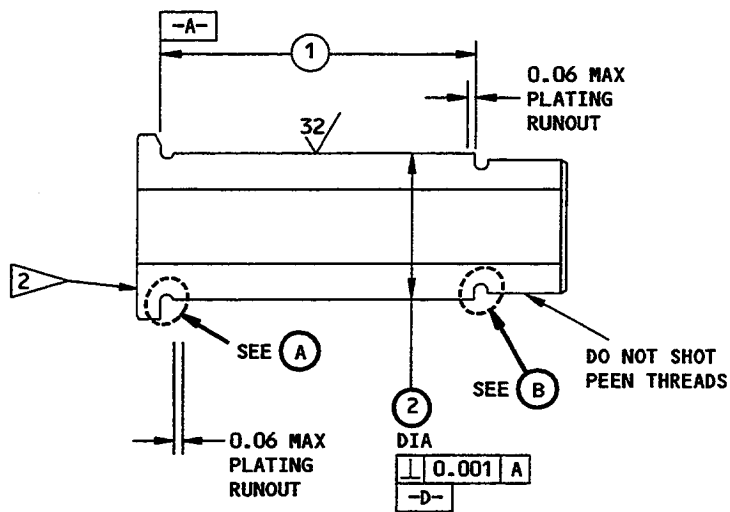 -A-
1
0.06 MAX
PLATING
RUNOUT
32
2
SEE A
SEE B
DO NOT SHOT
PEEN THREADS
0.06 MAX
PLATING
RUNOUT
2
DIA
⊥ 0.001 A
-D-